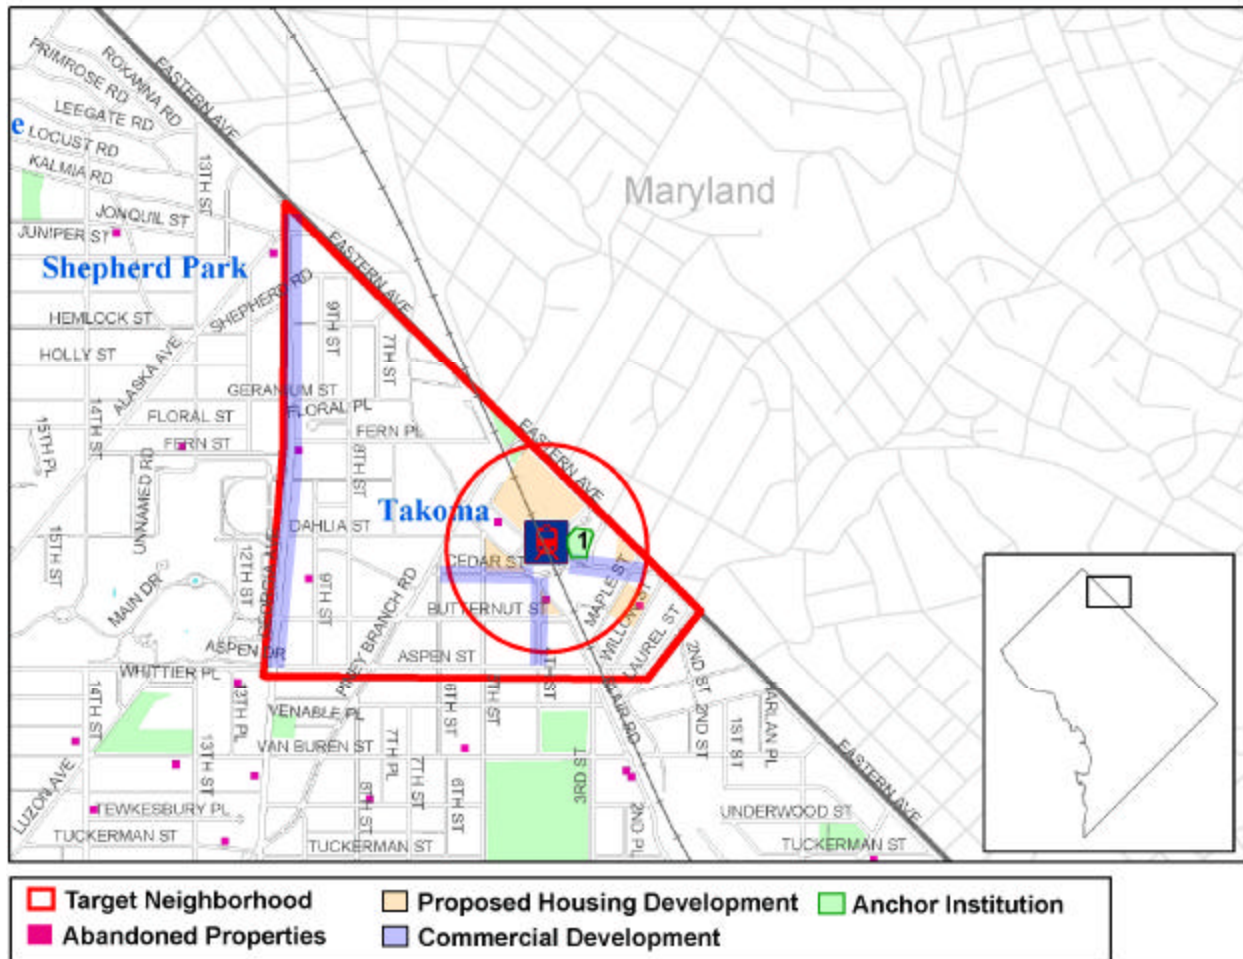 PRIMROSE RD
ROXANNA RD
EASTERN AVE
LEEGATE RD
e
LOCUST RD
KALMIA RD
13TH ST
Maryland
JONQUIL ST
JUNIPER ST
Shepherd Park
EASTERN AVE
SHEPHERD RD
HEMLOCK ST
9TH ST
HOLLY ST
7TH ST
ALASKA AVE
GERANIUM ST
14TH ST
FLORAL ST
FLORAL PL
15TH PL
FERN ST
FERN PL
EASTERN AVE
8TH ST
UNNAMED RD
Takoma
DAHLIA ST
15TH ST
12TH ST
1
CEDAR ST
9TH ST
MAIN DR
PINEY BRANCH RD
MAPLE ST
BUTTERNUT ST
WILLOW ST
LAUREL ST
ASPEN DR
ASPEN ST
WHITTIER PL
2ND ST
14TH ST
13TH PL
6TH ST
BLAIR RD
VENABLE PL
2ND ST
1ST ST
VAN BUREN ST
13TH ST
7TH PL
7TH ST
6TH ST
3RD ST
EASTERN AVE
LUZON AVE
8TH ST
TEWKESBURY PL
2ND PL
UNDERWOOD ST
TUCKERMAN ST
TUCKERMAN ST
TUCKERMAN ST
Target Neighborhood
Proposed Housing Development
Anchor Institution
Abandoned Properties
Commercial Development